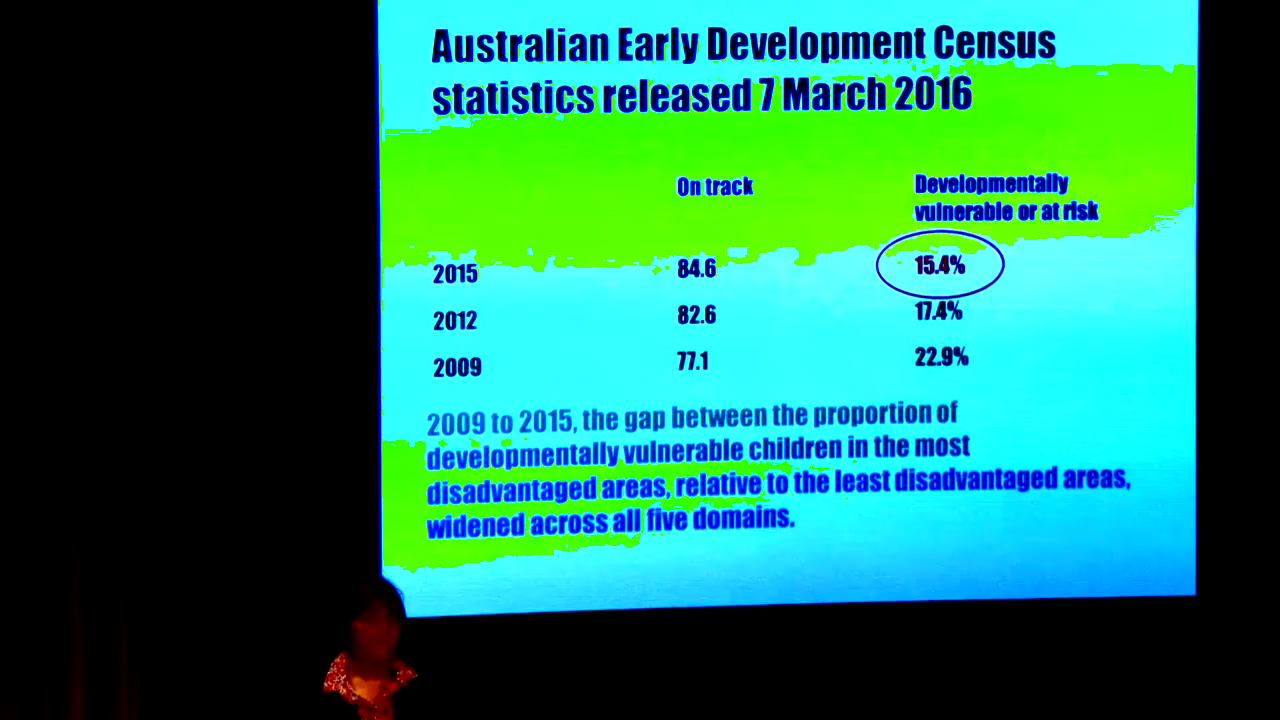 Australian Early Development Census
statistics released 7 March 2016
On track
Developmentally
vulnerable or at risk
2015 84.6 15.4%
2012 82.6 17.4%
2009 77.1 22.9%
2009 to 2015, the gap between the proportion of
developmentally vulnerable children in the most
disadvantaged areas, relative to the least disadvantaged areas,
widened across all five domains.